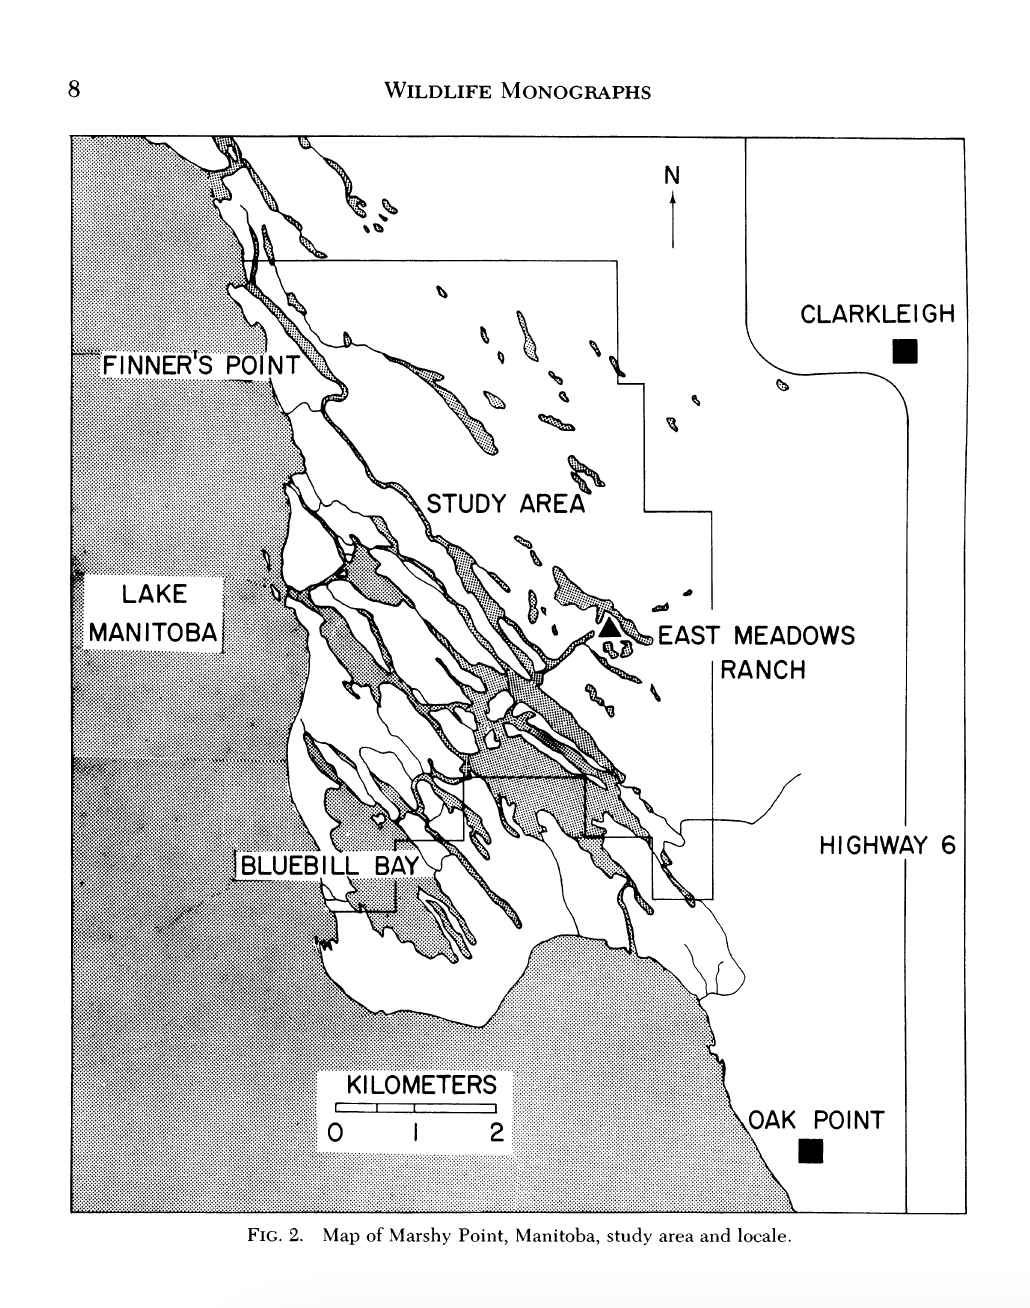 8 WILDLIFE MONOGRAPHS
N
CLARKLEIGH
FINNER'S POINT
STUDY AREA
LAKE
MANITOBA
EAST MEADOWS
RANCH
HIGHWAY 6
BLUEBILL BAY
KILOMETERS
0 1 2
OAK POINT
FIG. 2. Map of Marshy Point, Manitoba, study area and locale.